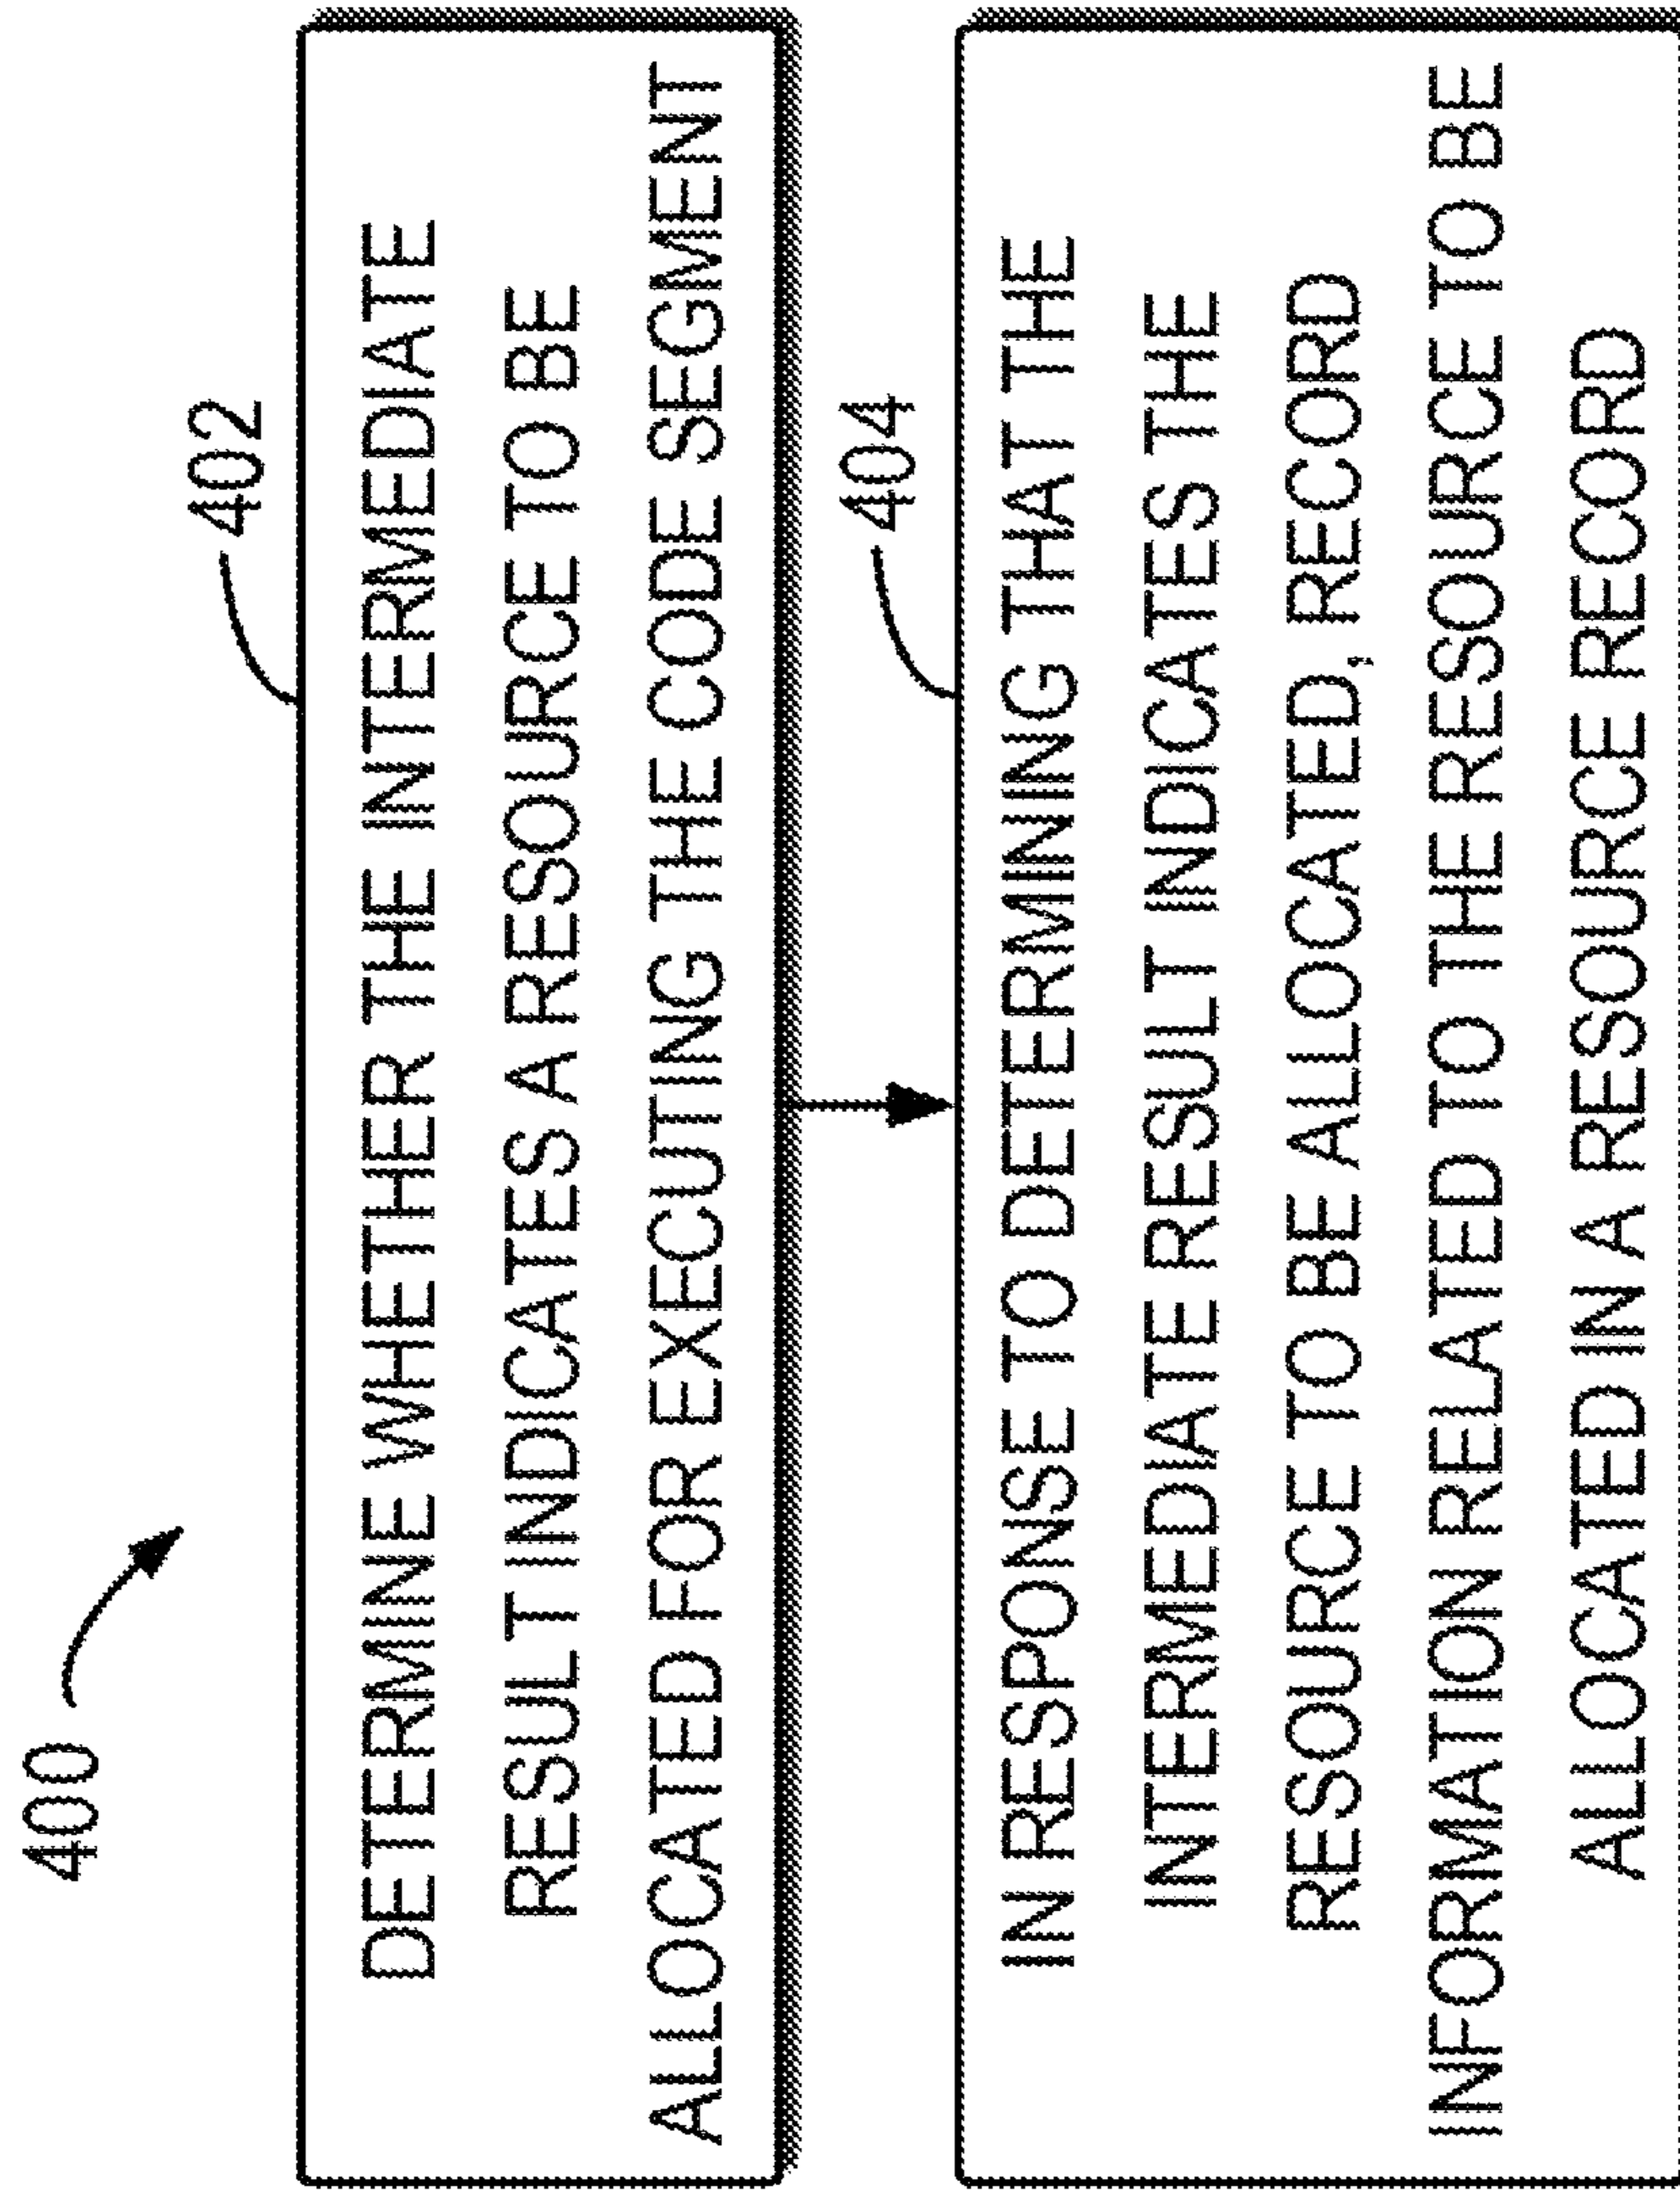 400
402
DETERMINE WHETHER THE INTERMEDIATE
RESULT INDICATES A RESOURCE TO BE
ALLOCATED FOR EXECUTING THE CODE SEGMENT
404
IN RESPONSE TO DETERMINING THAT THE
INTERMEDIATE RESULT INDICATES THE
RESOURCE TO BE ALLOCATED, RECORD
INFORMATION RELATED TO THE RESOURCE TO BE
ALLOCATED IN A RESOURCE RECORD